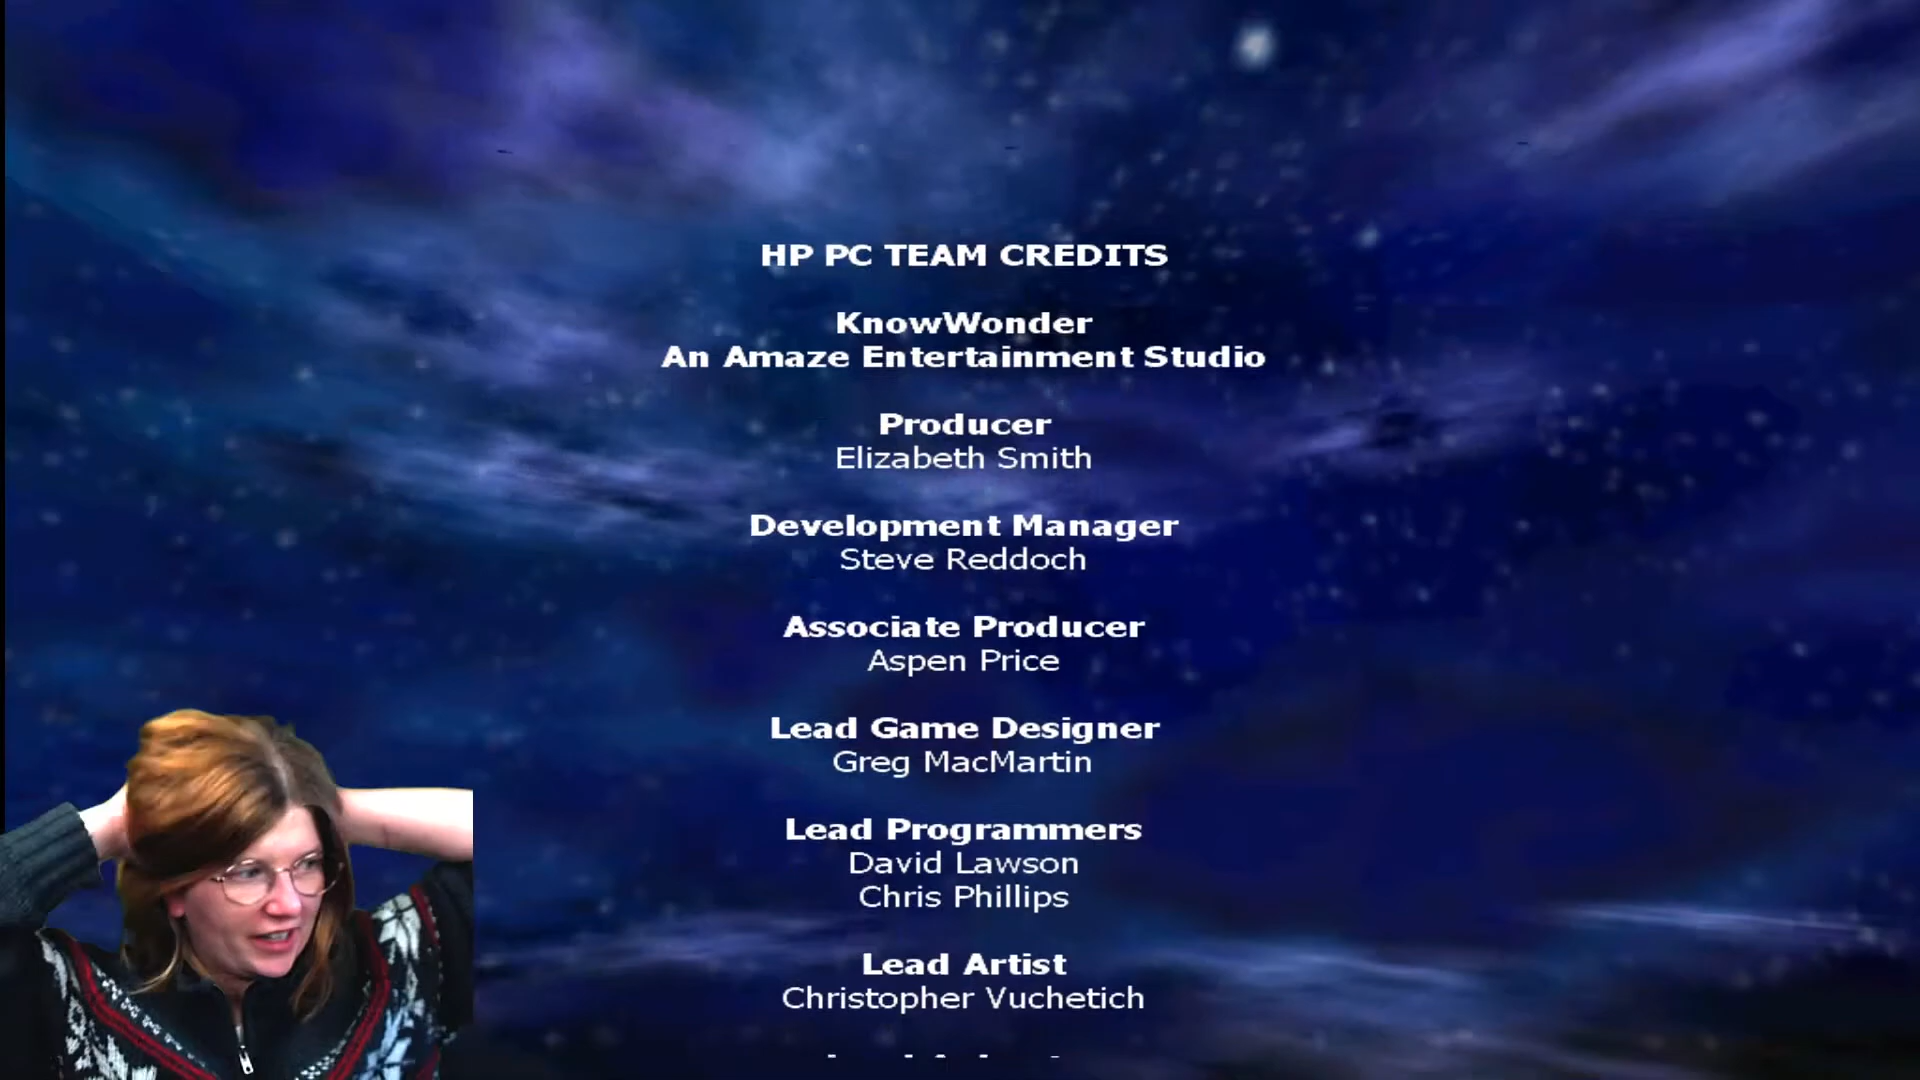 HP PC TEAM CREDITS
KnowWonder
An Amaze Entertainment Studio
Producer
Elizabeth Smith
Development Manager
Steve Reddoch
Associate Producer
Aspen Price
Lead Game Designer
Greg MacMartin
Lead Programmers
David Lawson
Chris Phillips
Lead Artist
Christopher Vuchetich